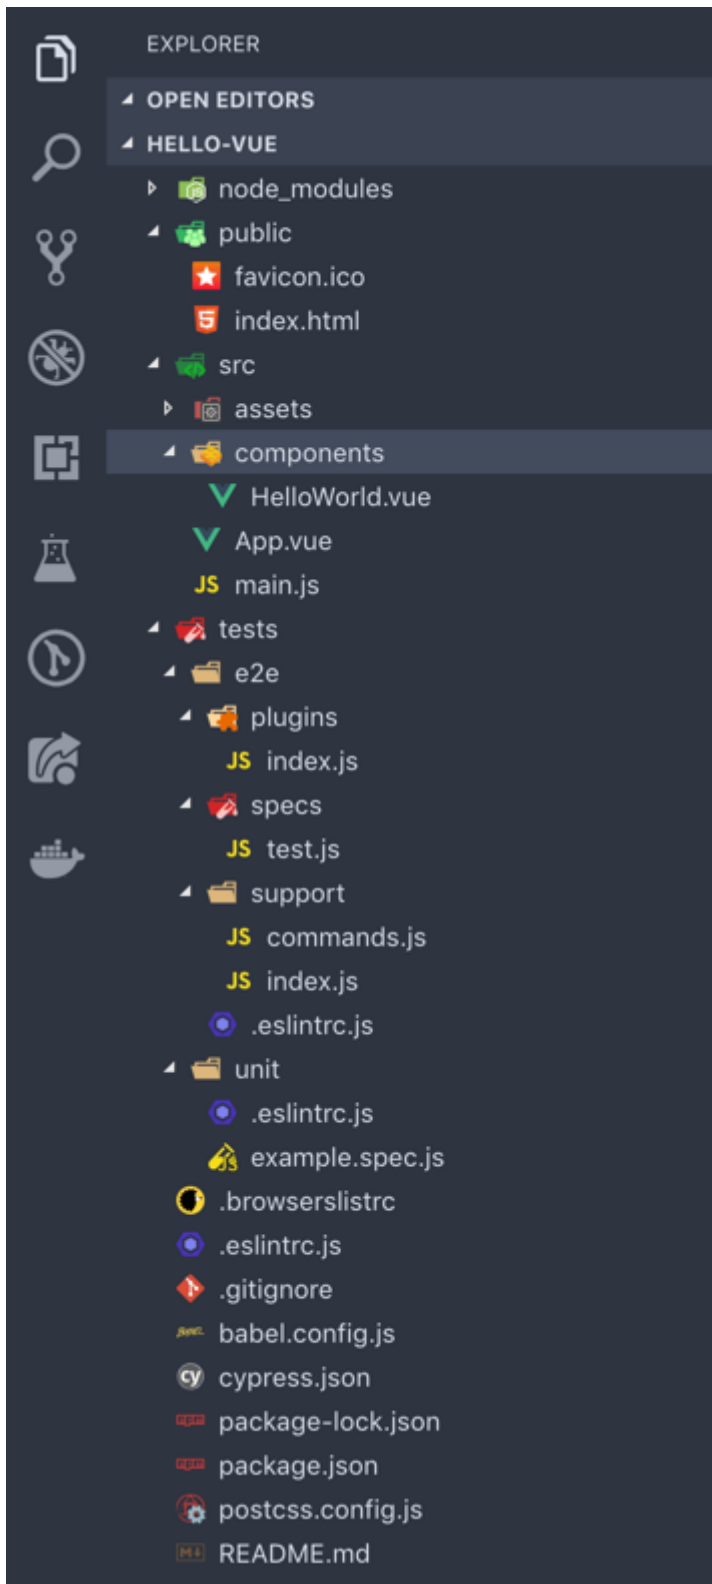 EXPLORER
OPEN EDITORS
HELLO-VUE
node_modules
public
favicon.ico
index.html
src
assets
components
HelloWorld.vue
App.vue
JS main.js
tests
e2e
plugins
JS index.js
specs
JS test.js
support
JS commands.js
JS index.js
.eslintrc.js
unit
.eslintrc.js
example.spec.js
.browserslistrc
.eslintrc.js
.gitignore
babel.config.js
cy cypress.json
package-lock.json
package.json
postcss.config.js
README.md